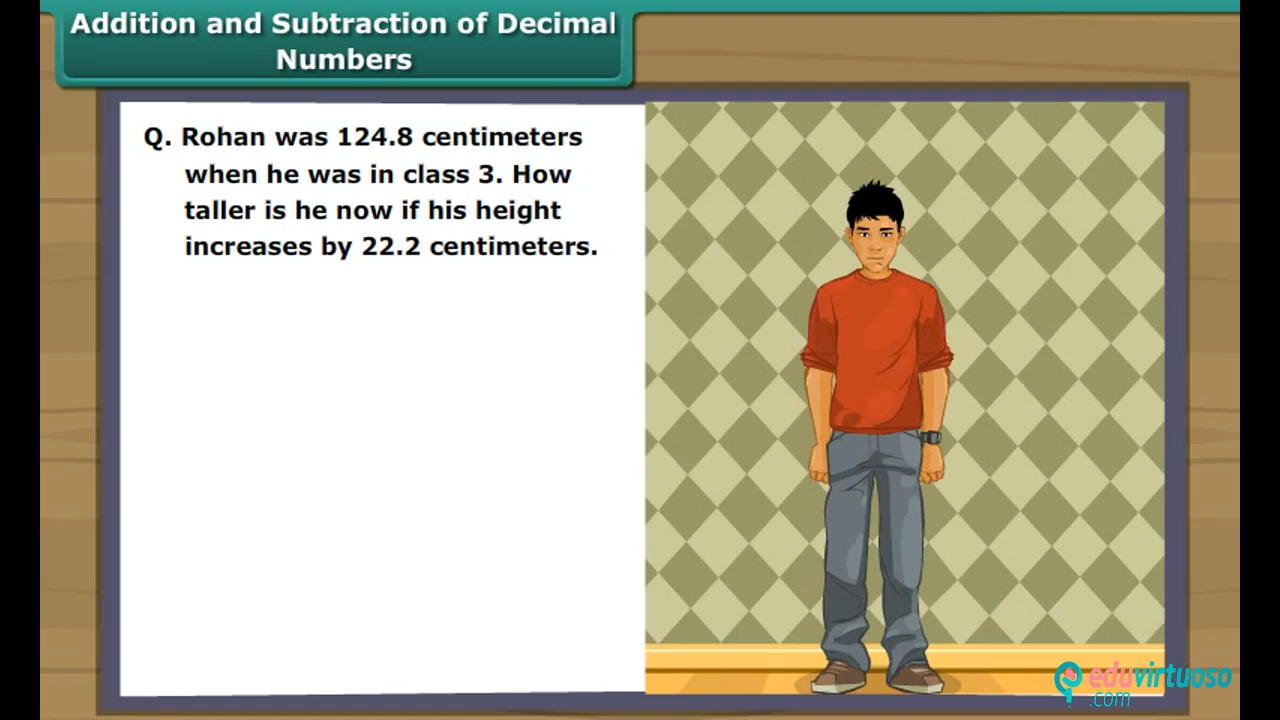 Addition and Subtraction of Decimal
Numbers
Q. Rohan was 124.8 centimeters
when he was in class 3. How
taller is he now if his height
increases by 22.2 centimeters.
eduvirtuoso
.com